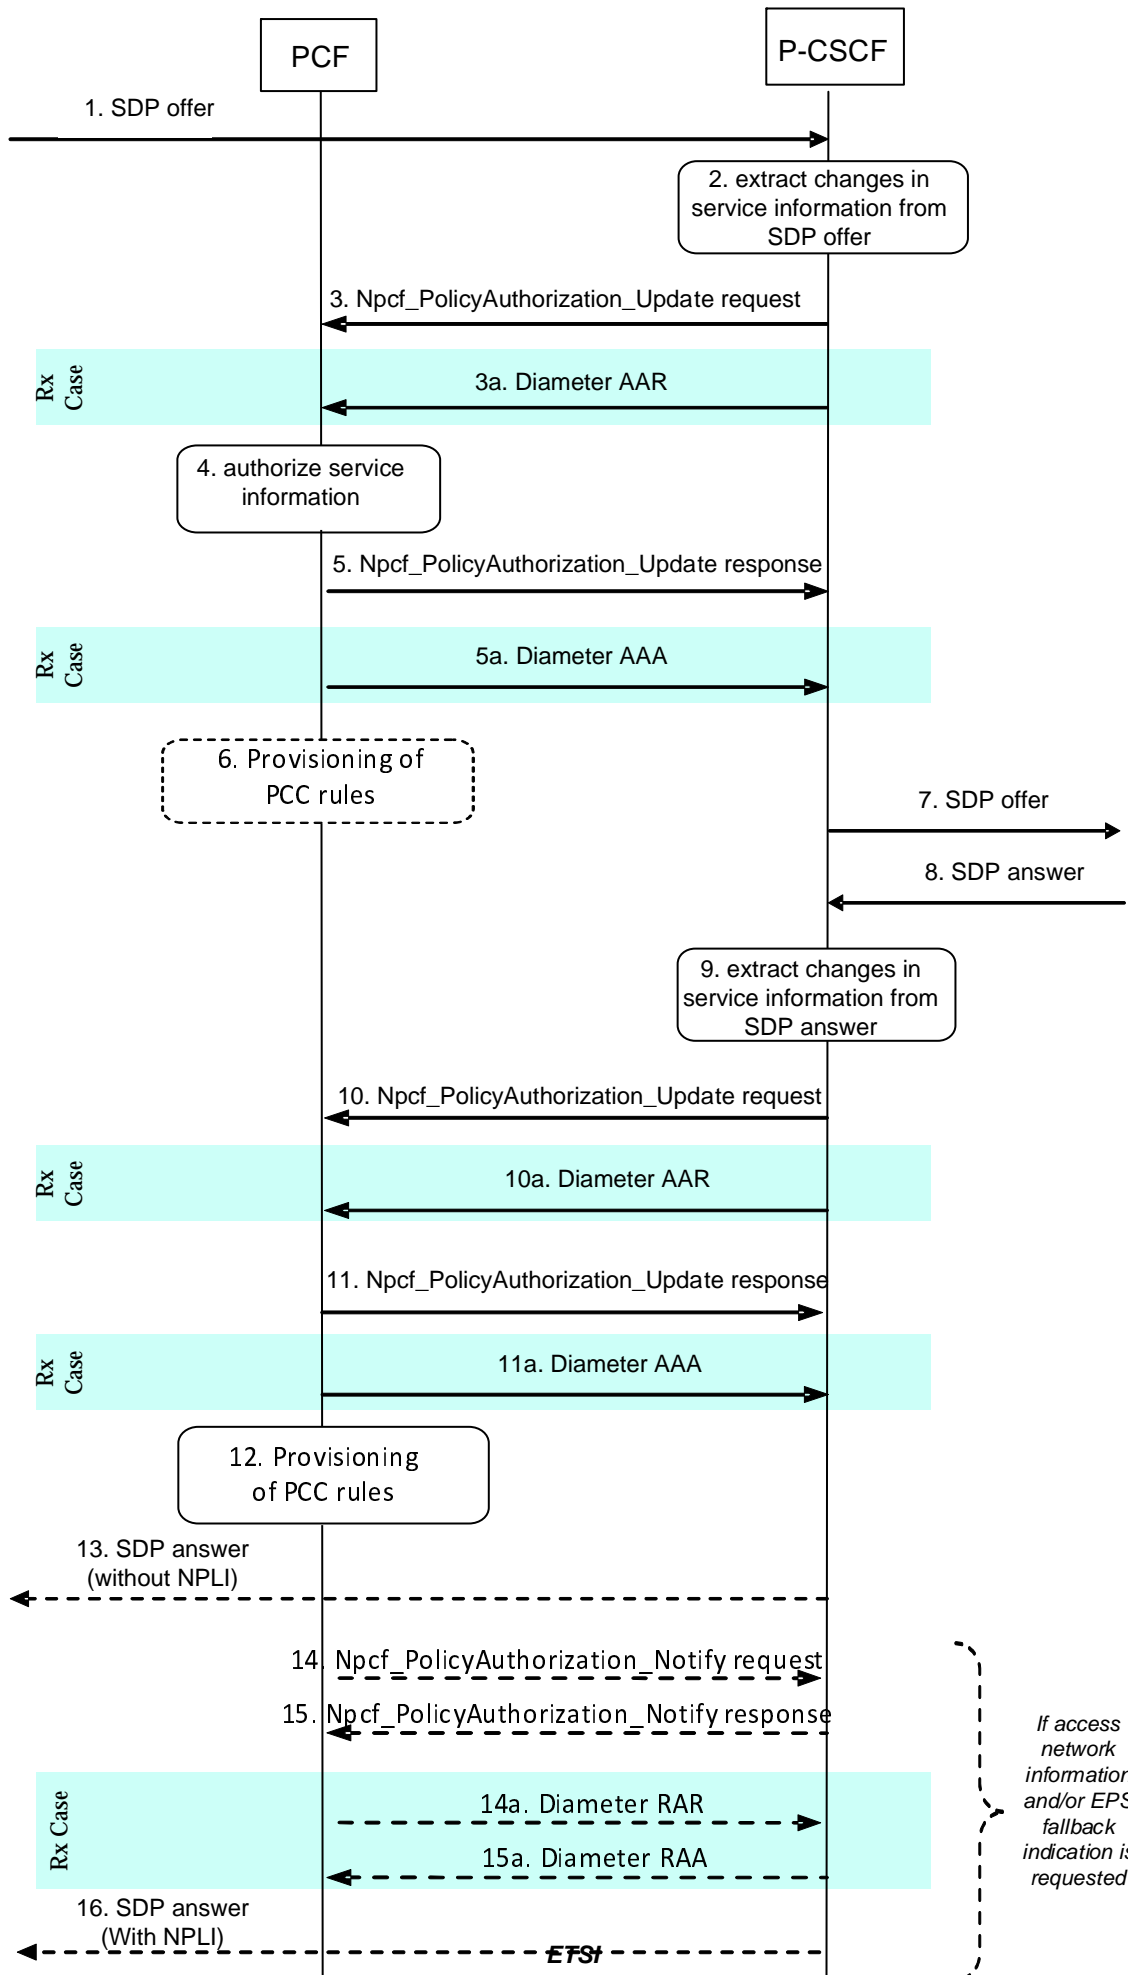 PCF
P-CSCF
1. SDP offer
2. extract changes in
service information from
SDP offer
3. Npcf_PolicyAuthorization_Update request
Rx
Case
3a. Diameter AAR
4. authorize service
information
5. Npcf_PolicyAuthorization_Update response
Rx
Case
5a. Diameter AAA
6. Provisioning of
PCC rules
7. SDP offer
8. SDP answer
9. extract changes in
service information from
SDP answer
10. Npcf_PolicyAuthorization_Update request
Rx
Case
10a. Diameter AAR
11. Npcf_PolicyAuthorization_Update response
Rx
Case
11a. Diameter AAA
12. Provisioning
of PCC rules
13. SDP answer
(without NPLI)
14. Npcf_PolicyAuthorization_Notify request
15. Npcf_PolicyAuthorization_Notify response
If access
network
information
and/or EPS
fallback
indication is
requested
Rx Case
14a. Diameter RAR
15a. Diameter RAA
16. SDP answer
(With NPLI)
ETSI